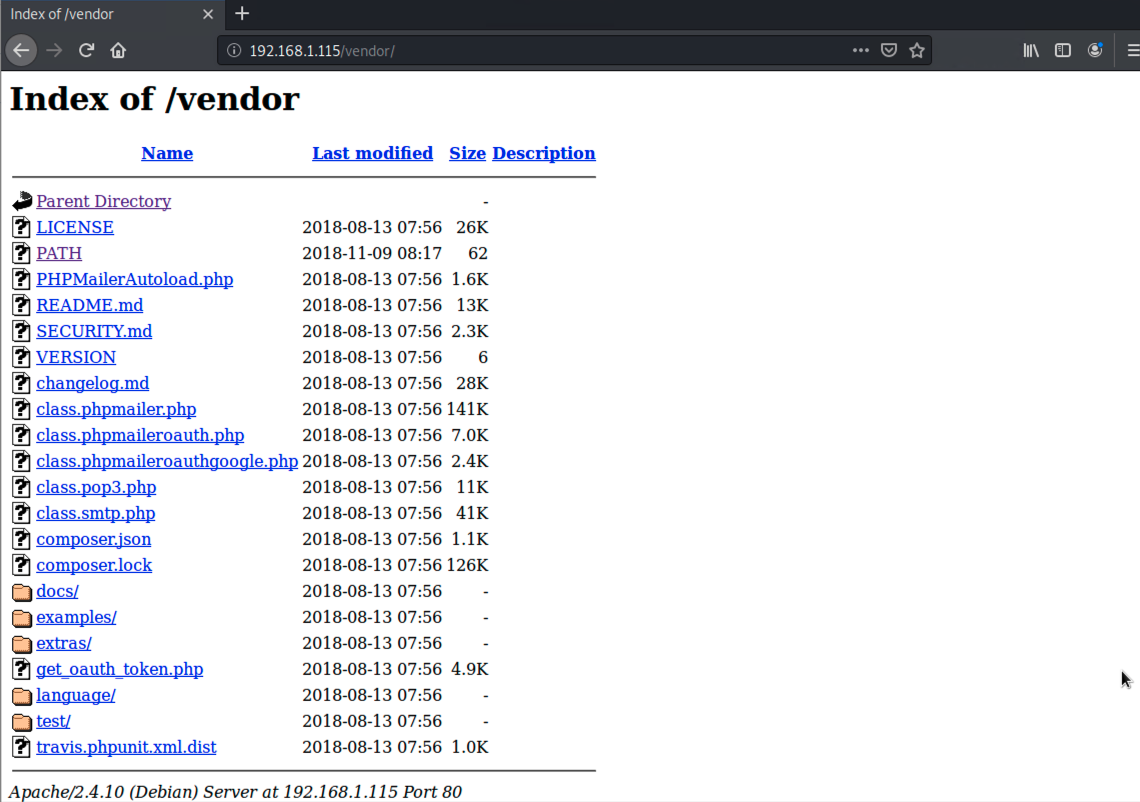 Index of /vendor
192.168.1.115/vendor/
Index of /vendor
Name Last modified Size Description
Parent Directory -
LICENSE 2018-08-13 07:56 26K
PATH 2018-11-09 08:17 62
PHPMailerAutoload.php 2018-08-13 07:56 1.6K
README.md 2018-08-13 07:56 13K
SECURITY.md 2018-08-13 07:56 2.3K
VERSION 2018-08-13 07:56 6
changelog.md 2018-08-13 07:56 28K
class.phpmailer.php 2018-08-13 07:56 141K
class.phpmaileroauth.php 2018-08-13 07:56 7.0K
class.phpmaileroauthgoogle.php 2018-08-13 07:56 2.4K
class.pop3.php 2018-08-13 07:56 11K
class.smtp.php 2018-08-13 07:56 41K
composer.json 2018-08-13 07:56 1.1K
composer.lock 2018-08-13 07:56 126K
docs/ 2018-08-13 07:56 -
examples/ 2018-08-13 07:56 -
extras/ 2018-08-13 07:56 -
get_oauth_token.php 2018-08-13 07:56 4.9K
language/ 2018-08-13 07:56 -
test/ 2018-08-13 07:56 -
travis.phpunit.xml.dist 2018-08-13 07:56 1.0K
Apache/2.4.10 (Debian) Server at 192.168.1.115 Port 80